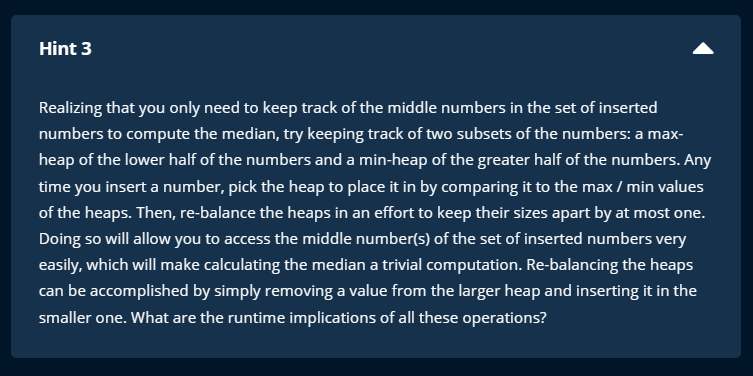 Hint 3
Realizing that you only need to keep track of the middle numbers in the set of inserted
numbers to compute the median, try keeping track of two subsets of the numbers: a max-
heap of the lower half of the numbers and a min-heap of the greater half of the numbers. Any
time you insert a number, pick the heap to place it in by comparing it to the max / min values
of the heaps. Then, re-balance the heaps in an effort to keep their sizes apart by at most one.
Doing so will allow you to access the middle number(s) of the set of inserted numbers very
easily, which will make calculating the median a trivial computation. Re-balancing the heaps
can be accomplished by simply removing a value from the larger heap and inserting it in the
smaller one. What are the runtime implications of all these operations?